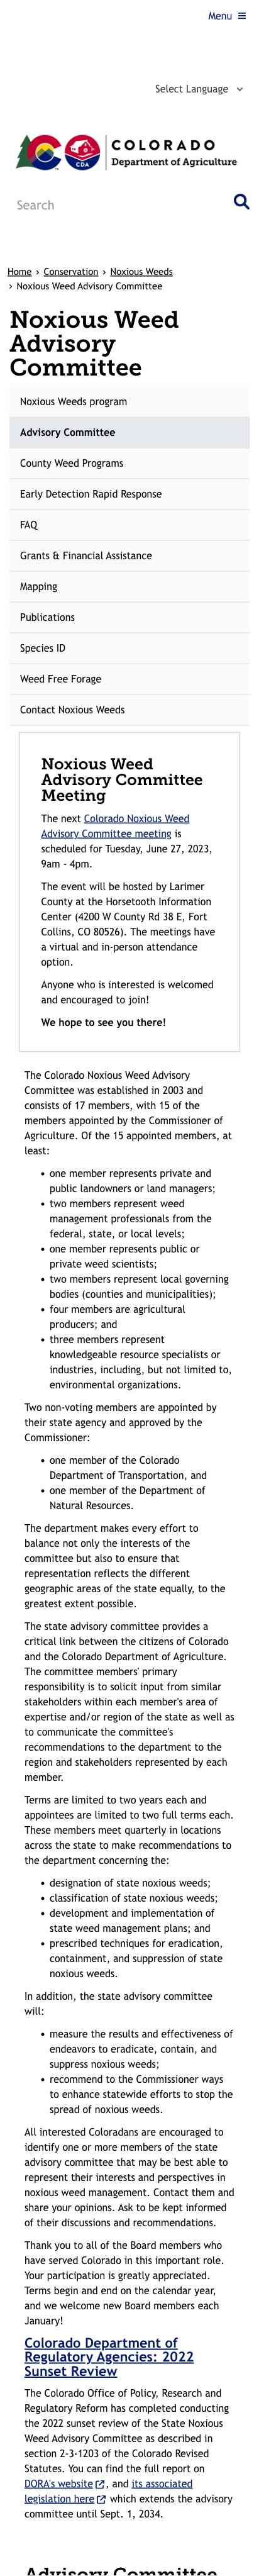 Menu ≡
Select Language
COLORADO
CDA
Department of Agriculture
Search
Home › Conservation › Noxious Weeds
› Noxious Weed Advisory Committee
Noxious Weed
Advisory
Committee
Noxious Weeds program
Advisory Committee
County Weed Programs
Early Detection Rapid Response
FAQ
Grants & Financial Assistance
Mapping
Publications
Species ID
Weed Free Forage
Contact Noxious Weeds
Noxious Weed
Advisory Committee
Meeting
The next Colorado Noxious Weed
Advisory Committee meeting is
scheduled for Tuesday, June 27, 2023,
9am - 4pm.
The event will be hosted by Larimer
County at the Horsetooth Information
Center (4200 W County Rd 38 E, Fort
Collins, CO 80526). The meetings have
a virtual and in-person attendance
option.
Anyone who is interested is welcomed
and encouraged to join!
We hope to see you there!
The Colorado Noxious Weed Advisory
Committee was established in 2003 and
consists of 17 members, with 15 of the
members appointed by the Commissioner of
Agriculture. Of the 15 appointed members, at
least:
• one member represents private and
public landowners or land managers;
• two members represent weed
management professionals from the
federal, state, or local levels;
• one member represents public or
private weed scientists;
• two members represent local governing
bodies (counties and municipalities);
• four members are agricultural
producers; and
• three members represent
knowledgeable resource specialists or
industries, including, but not limited to,
environmental organizations.
Two non-voting members are appointed by
their state agency and approved by the
Commissioner:
• one member of the Colorado
Department of Transportation, and
• one member of the Department of
Natural Resources.
The department makes every effort to
balance not only the interests of the
committee but also to ensure that
representation reflects the different
geographic areas of the state equally, to the
greatest extent possible.
The state advisory committee provides a
critical link between the citizens of Colorado
and the Colorado Department of Agriculture.
The committee members' primary
responsibility is to solicit input from similar
stakeholders within each member's area of
expertise and/or region of the state as well as
to communicate the committee's
recommendations to the department to the
region and stakeholders represented by each
member.
Terms are limited to two years each and
appointees are limited to two full terms each.
These members meet quarterly in locations
across the state to make recommendations to
the department concerning the:
• designation of state noxious weeds;
• classification of state noxious weeds;
• development and implementation of
state weed management plans; and
• prescribed techniques for eradication,
containment, and suppression of state
noxious weeds.
In addition, the state advisory committee
will:
• measure the results and effectiveness of
endeavors to eradicate, contain, and
suppress noxious weeds;
• recommend to the Commissioner ways
to enhance statewide efforts to stop the
spread of noxious weeds.
All interested Coloradans are encouraged to
identify one or more members of the state
advisory committee that may be best able to
represent their interests and perspectives in
noxious weed management. Contact them and
share your opinions. Ask to be kept informed
of their discussions and recommendations.
Thank you to all of the Board members who
have served Colorado in this important role.
Your participation is greatly appreciated.
Terms begin and end on the calendar year,
and we welcome new Board members each
January!
Colorado Department of
Regulatory Agencies: 2022
Sunset Review
The Colorado Office of Policy, Research and
Regulatory Reform has completed conducting
the 2022 sunset review of the State Noxious
Weed Advisory Committee as described in
section 2-3-1203 of the Colorado Revised
Statutes. You can find the full report on
DORA's website, and its associated
legislation here which extends the advisory
committee until Sept. 1, 2034.
Advisory Committee